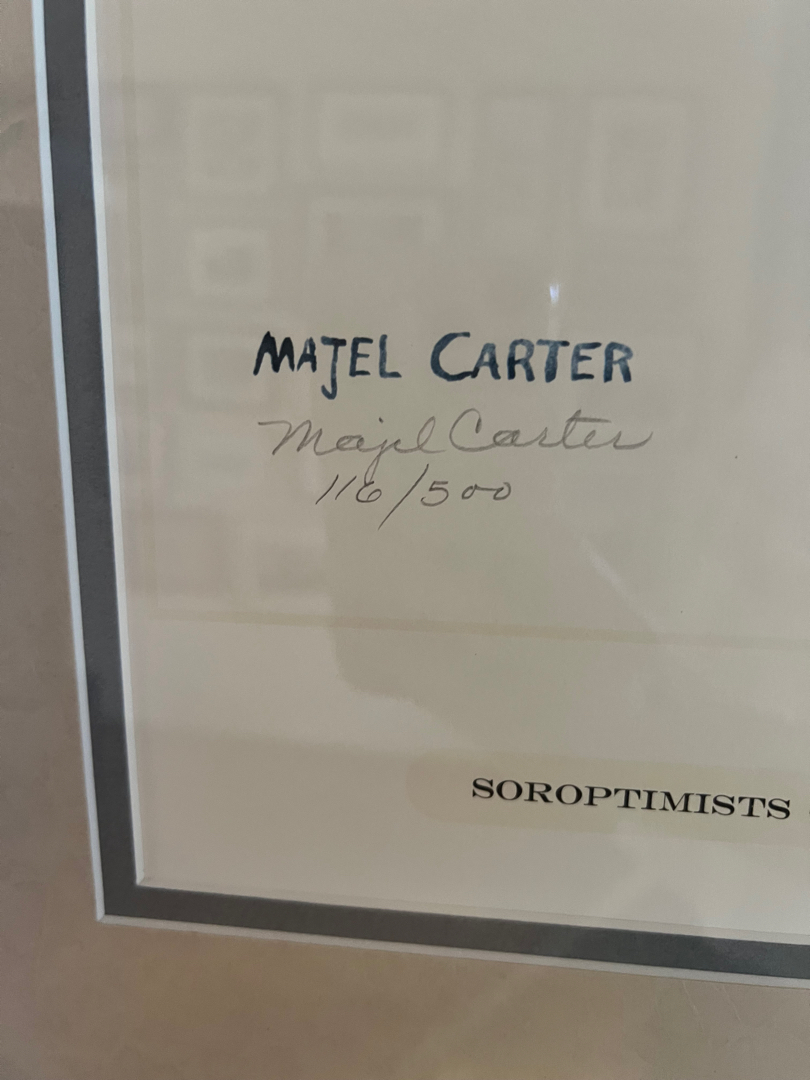 MAJEL CARTER
Majel Carter
116/500
SOROPTIMISTS